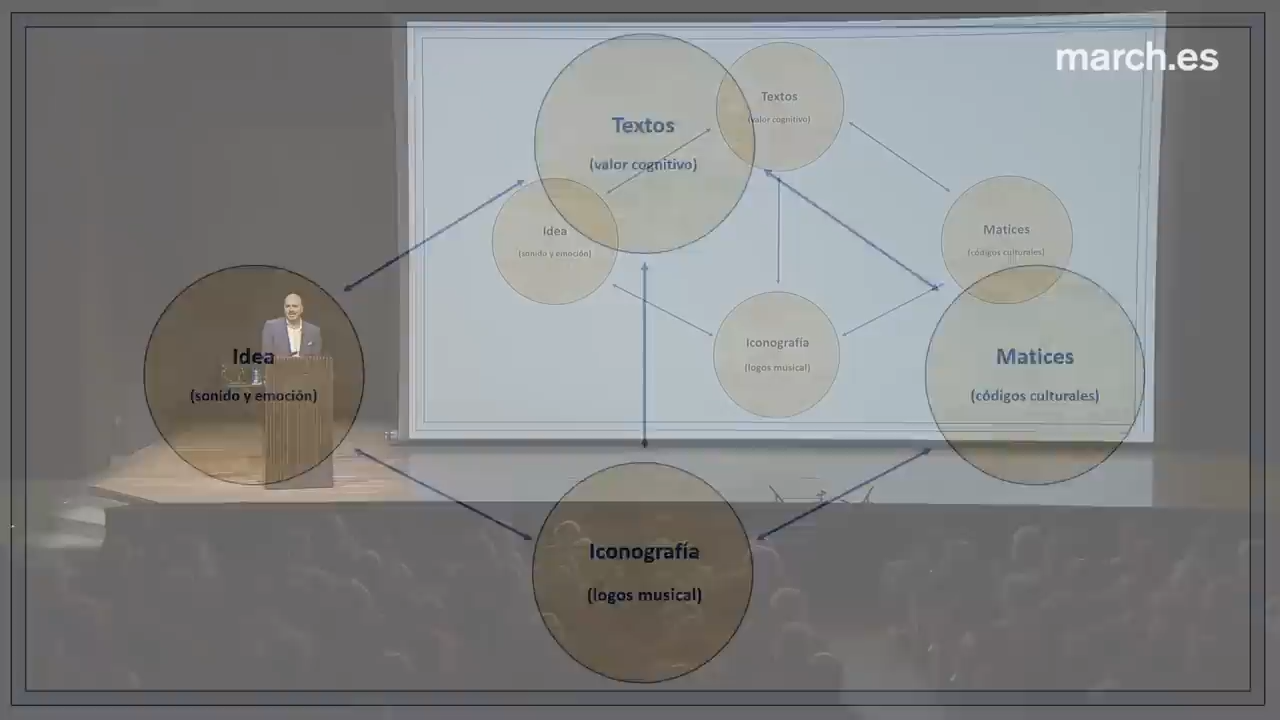 march.es
Textos
(valor cognitivo)
Textos
(valor cognitivo)
Idea
(sonido y emoción)
Matices
(códigos culturales)
Idea
(sonido y emoción)
Iconografía
(logos musical)
Matices
(códigos culturales)
Iconografía
(logos musical)